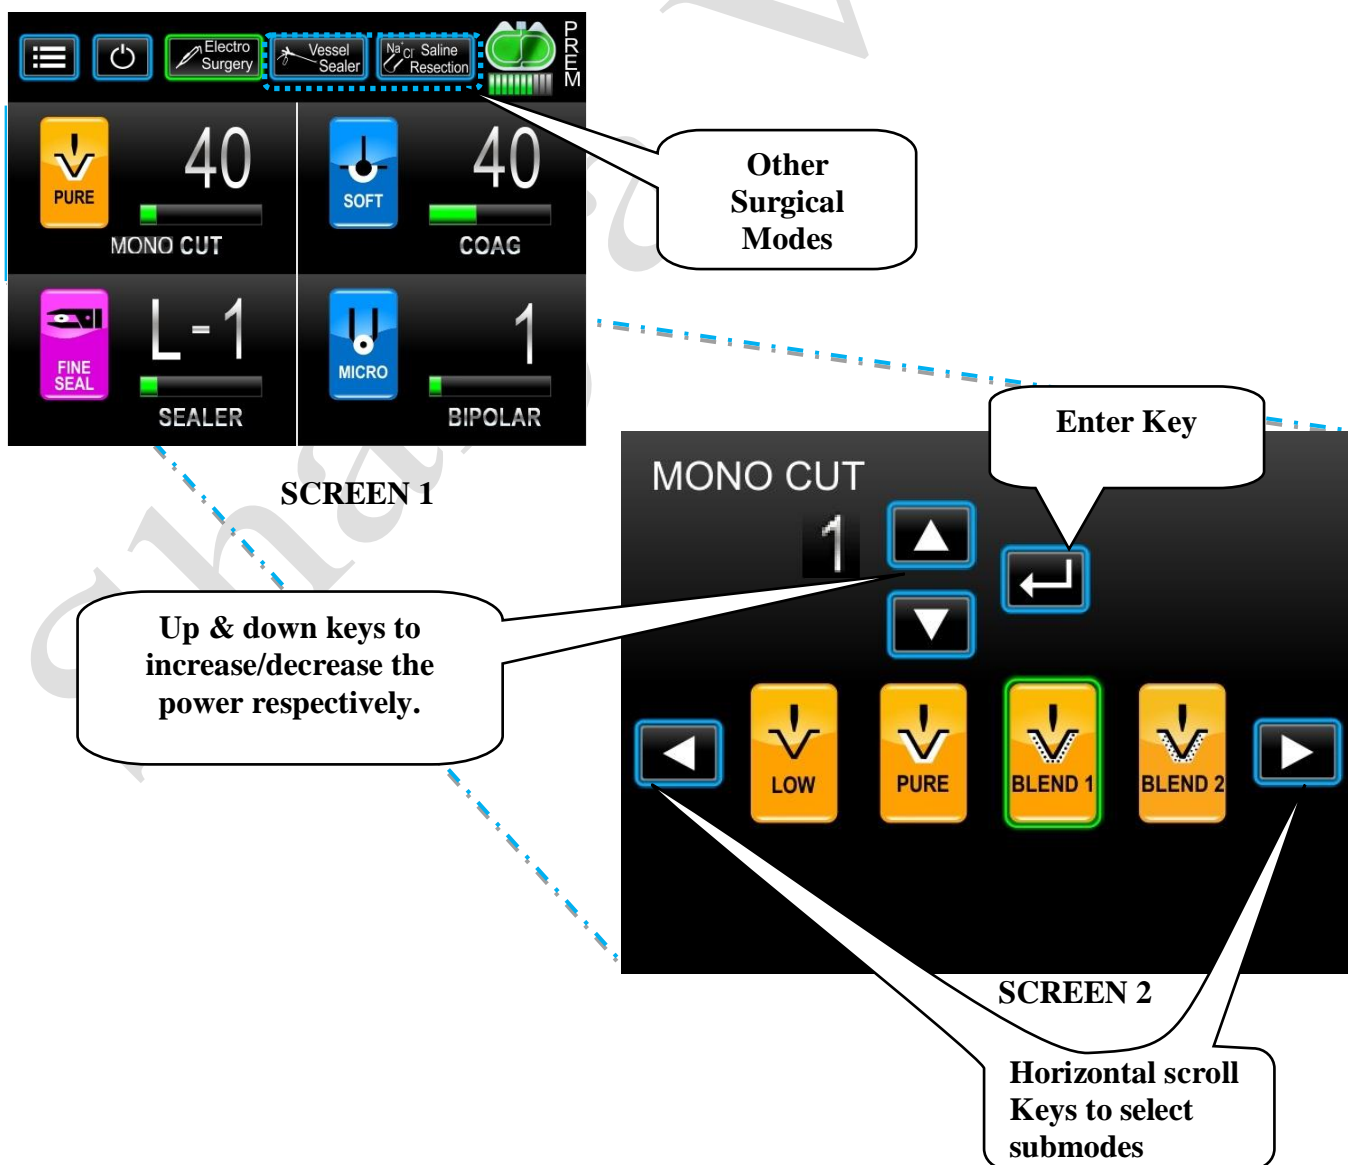 Electro
Surgery
Vessel
Sealer
Na+Cl- Saline
Resection
PREM
40
PURE
MONO CUT
40
SOFT
COAG
L-1
FINE
SEAL
SEALER
1
MICRO
BIPOLAR
Other
Surgical
Modes
SCREEN 1
Enter Key
MONO CUT
1
Up & down keys to
increase/decrease the
power respectively.
LOW
PURE
BLEND 1
BLEND 2
SCREEN 2
Horizontal scroll
Keys to select
submodes